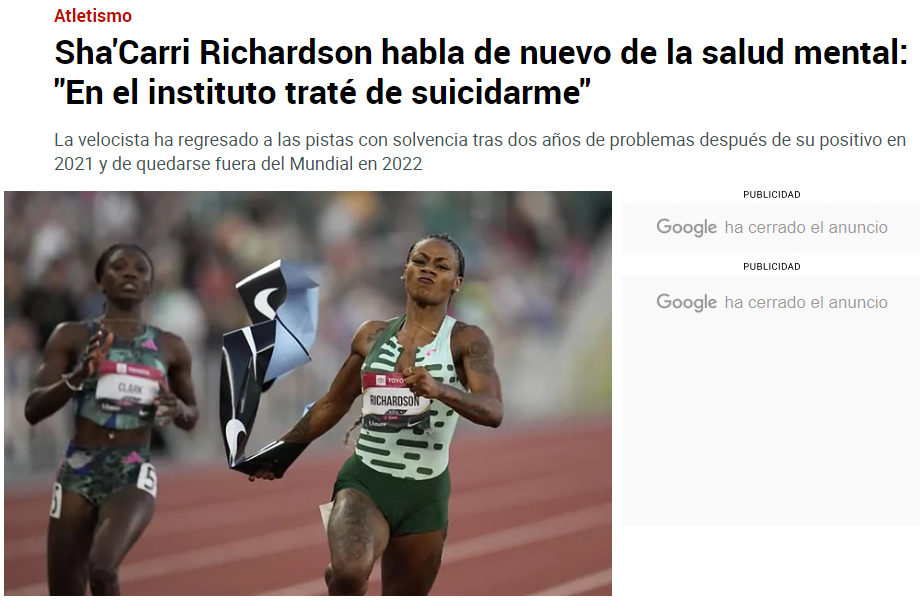 Atletismo
Sha'Carri Richardson habla de nuevo de la salud mental:
"En el instituto traté de suicidarme"
La velocista ha regresado a las pistas con solvencia tras dos años de problemas después de su positivo en
2021 y de quedarse fuera del Mundial en 2022
PUBLICIDAD
Google ha cerrado el anuncio
PUBLICIDAD
Google ha cerrado el anuncio
TOYOTA
CLARK
5
TOYOTA
RICHARDSON